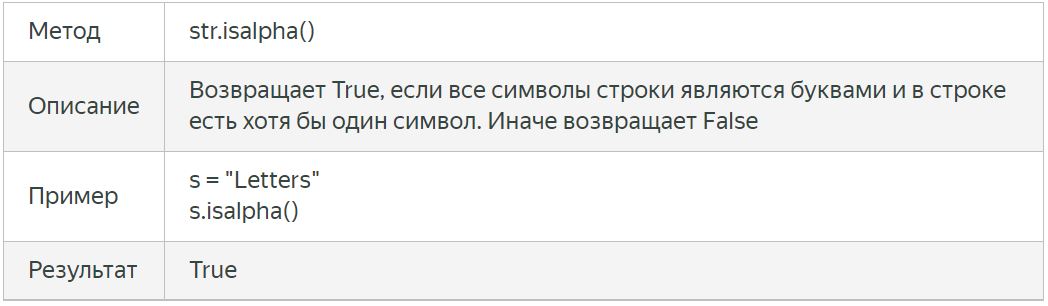 Метод
str.isalpha()
Описание
Возвращает True, если все символы строки являются буквами и в строке
есть хотя бы один символ. Иначе возвращает False
Пример
s = "Letters"
s.isalpha()
Результат
True